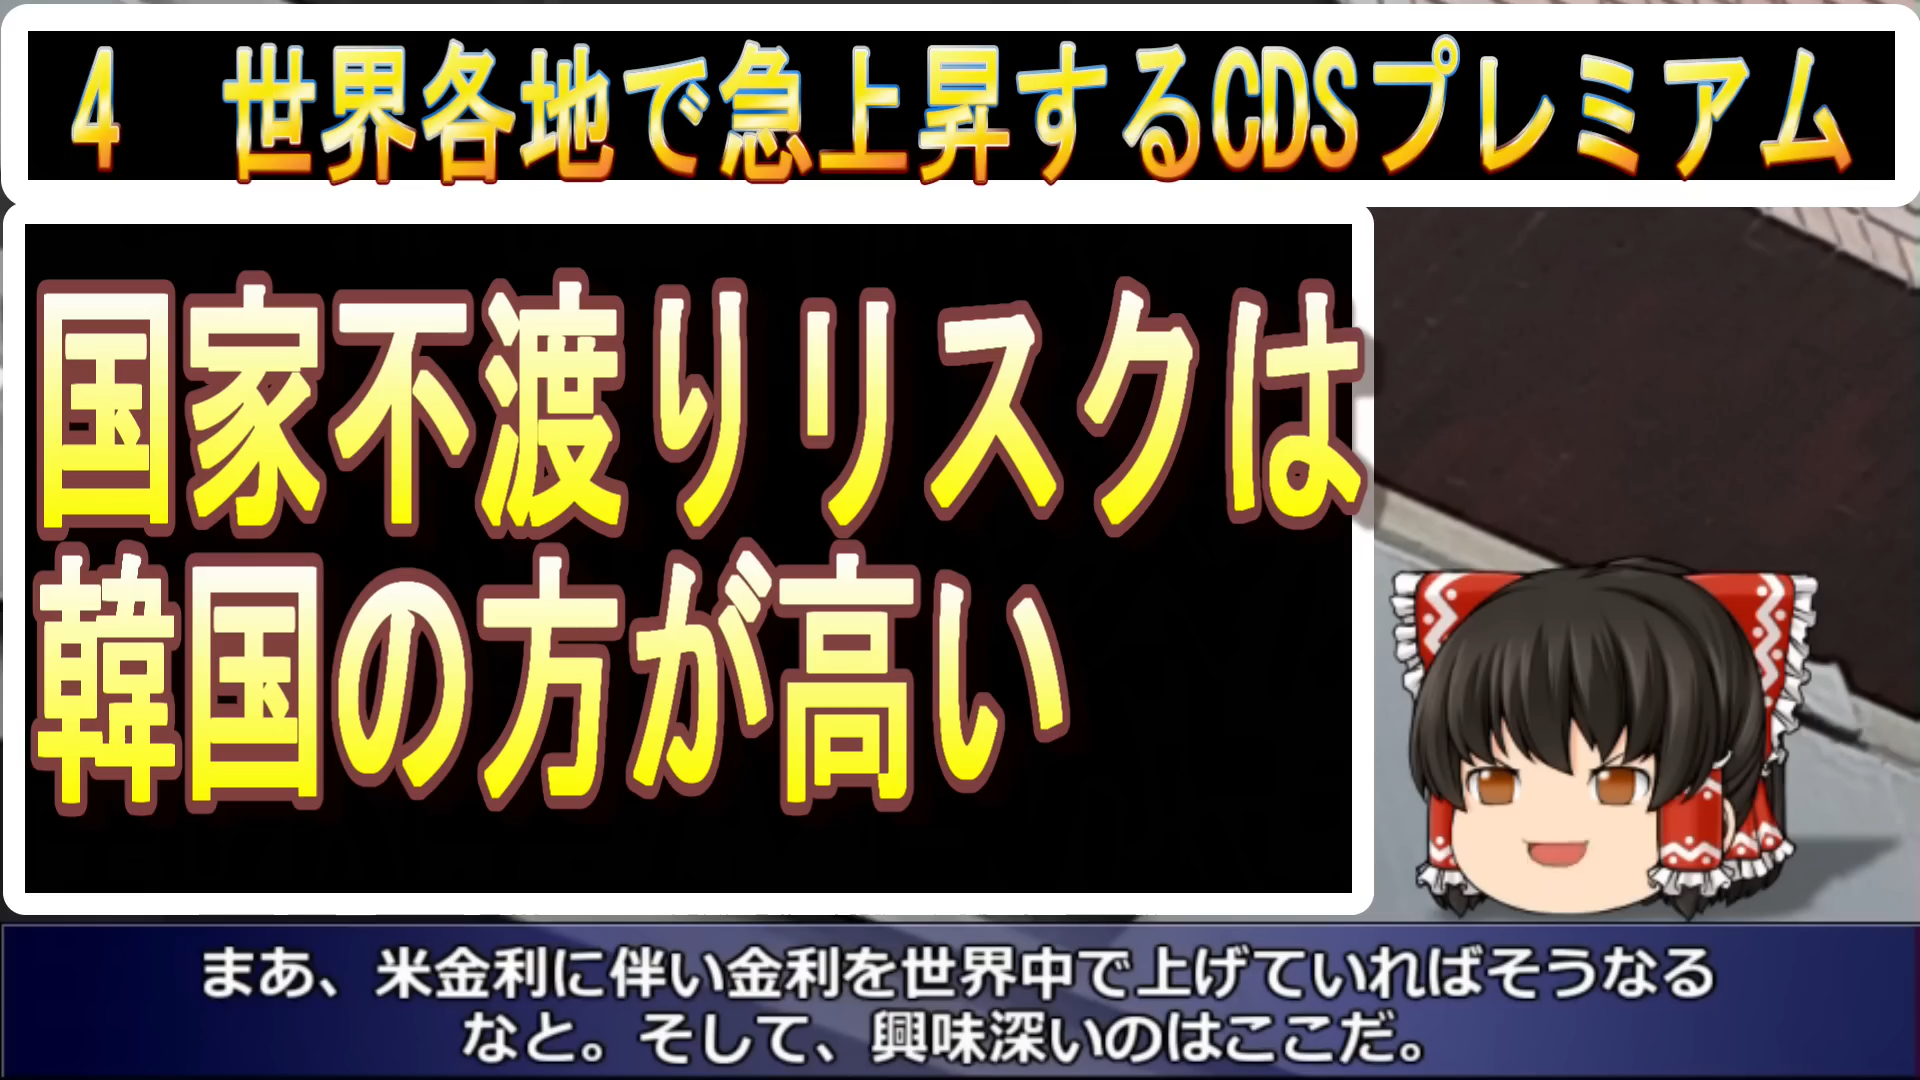 4　世界各地で急上昇するCDSプレミアム
国家不渡りリスクは
韓国の方が高い
まあ、米金利に伴い金利を世界中で上げていればそうなる
なと。そして、興味深いのはここだ。